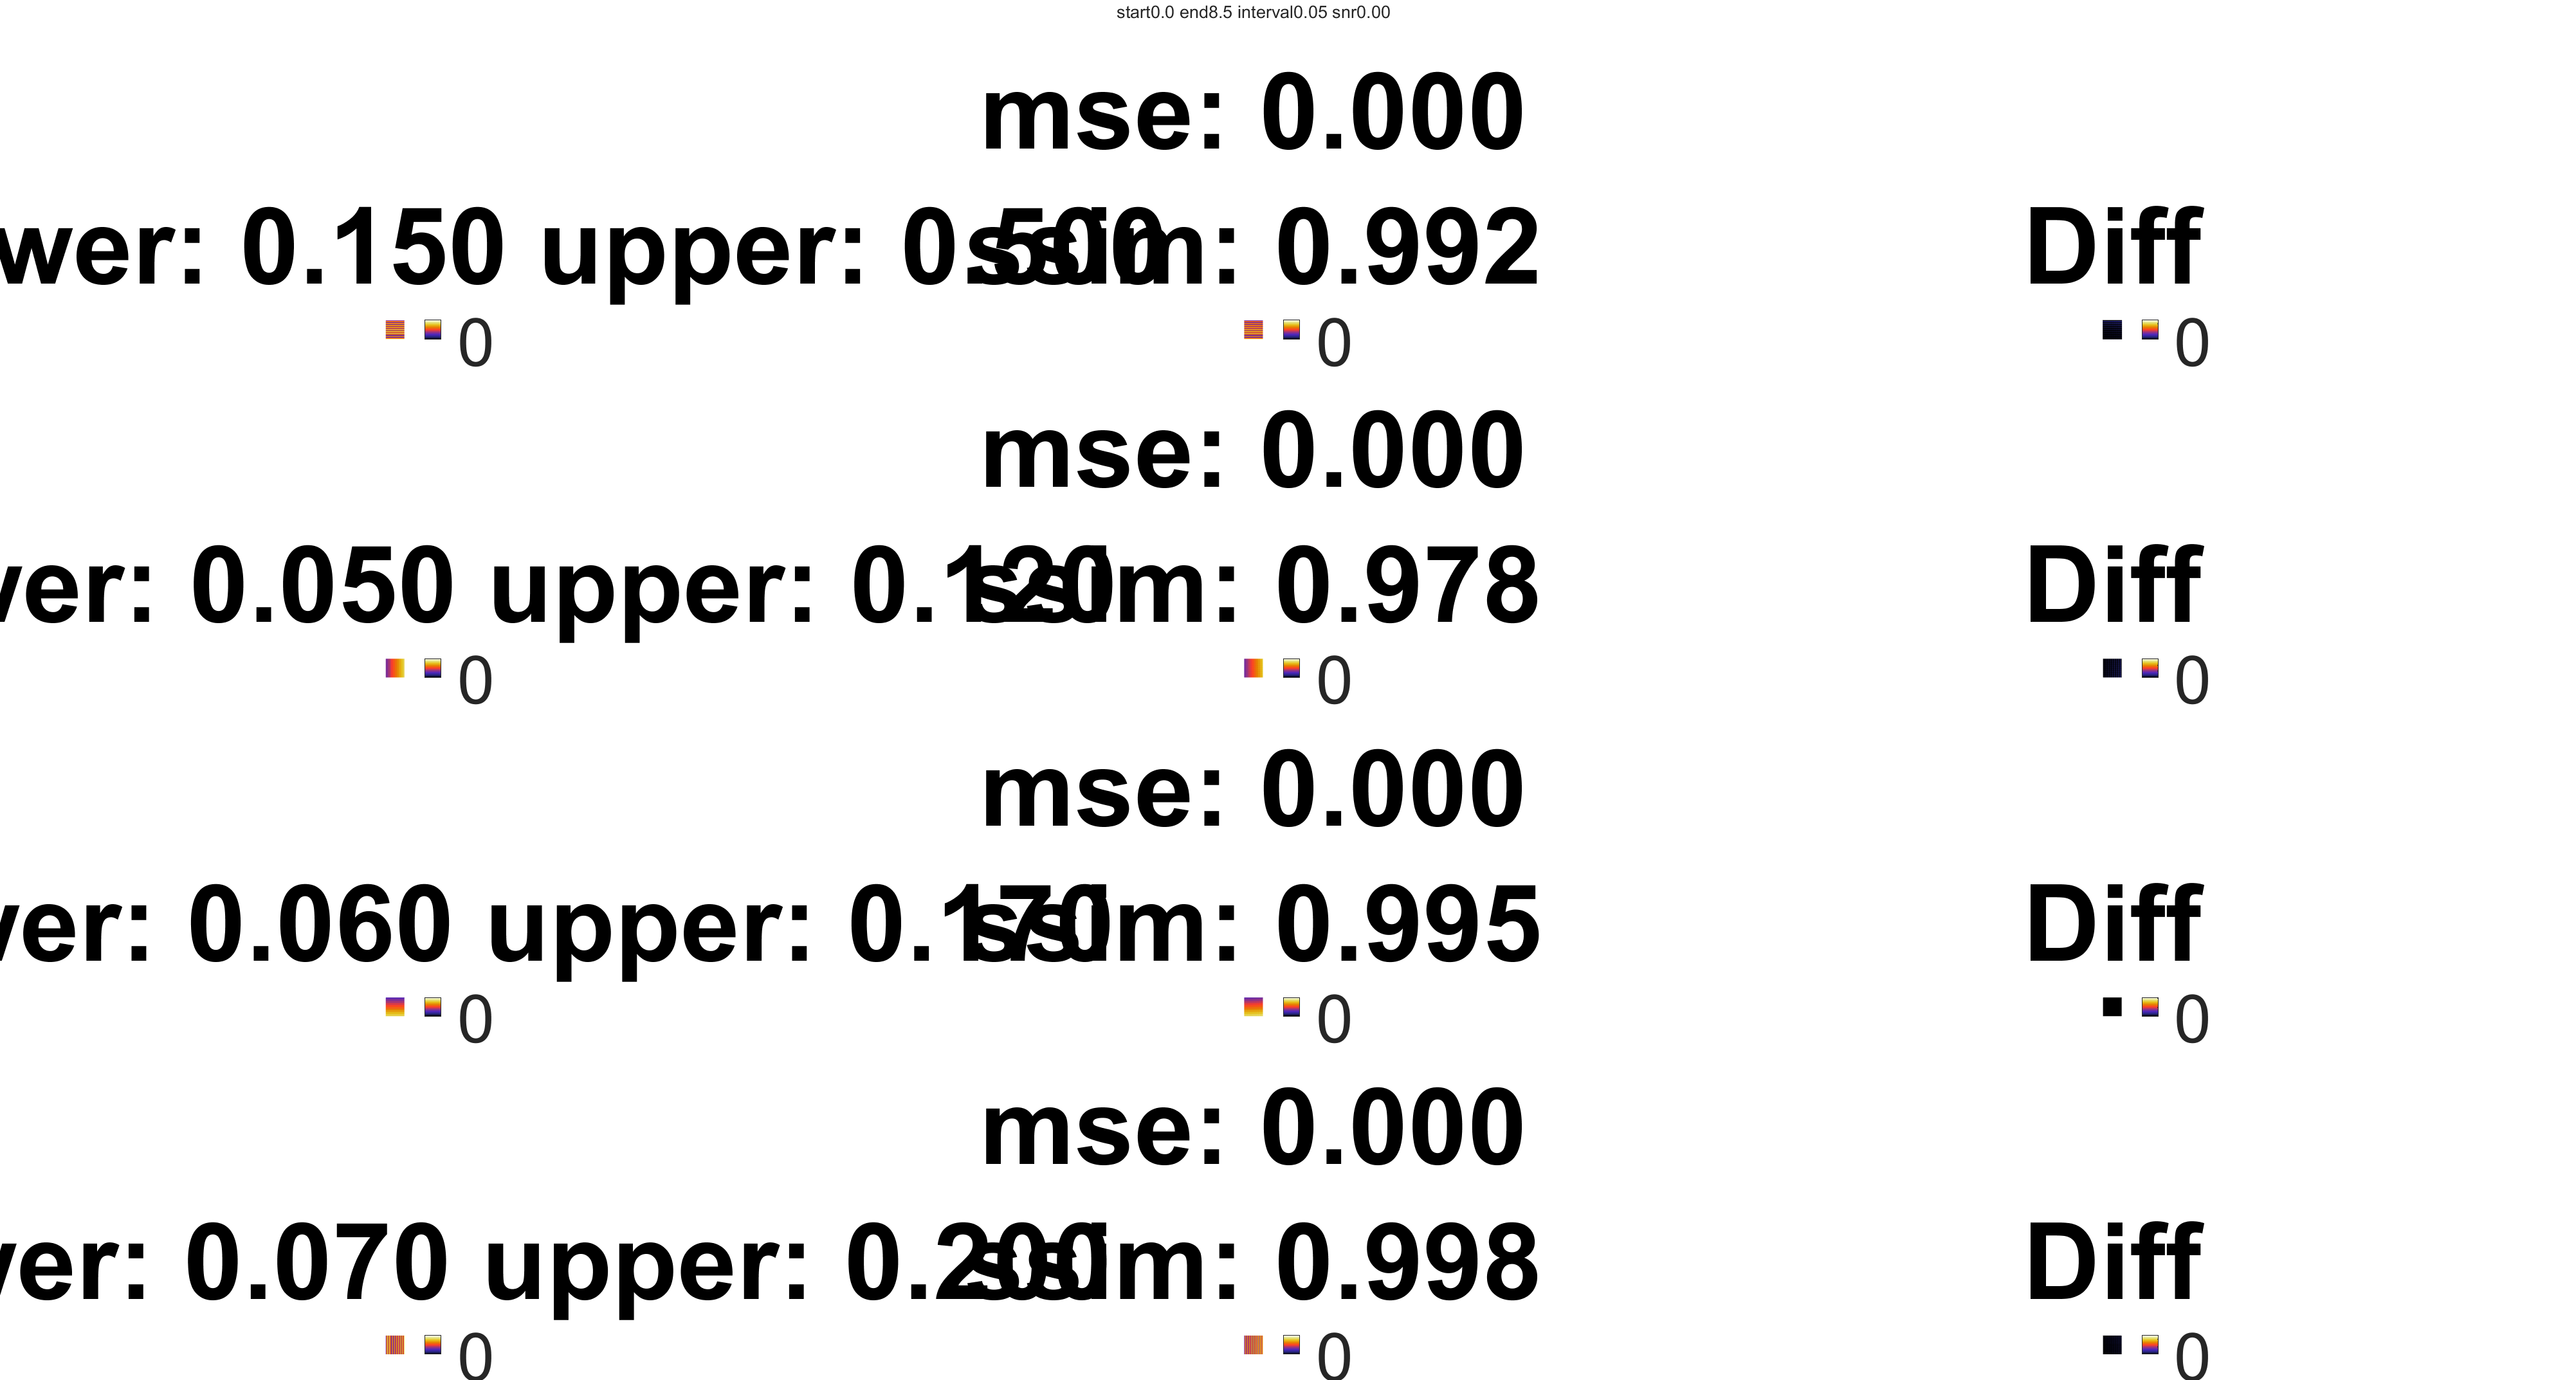 start0.0 end8.5 interval0.05 snr0.00
mse: 0.000
wer: 0.150 upper: 0.500 ssim: 0.992 Diff
0 0 0
mse: 0.000
ver: 0.050 upper: 0.120 ssim: 0.978 Diff
0 0 0
mse: 0.000
ver: 0.060 upper: 0.170 ssim: 0.995 Diff
0 0 0
mse: 0.000
ver: 0.070 upper: 0.200 ssim: 0.998 Diff
0 0 0